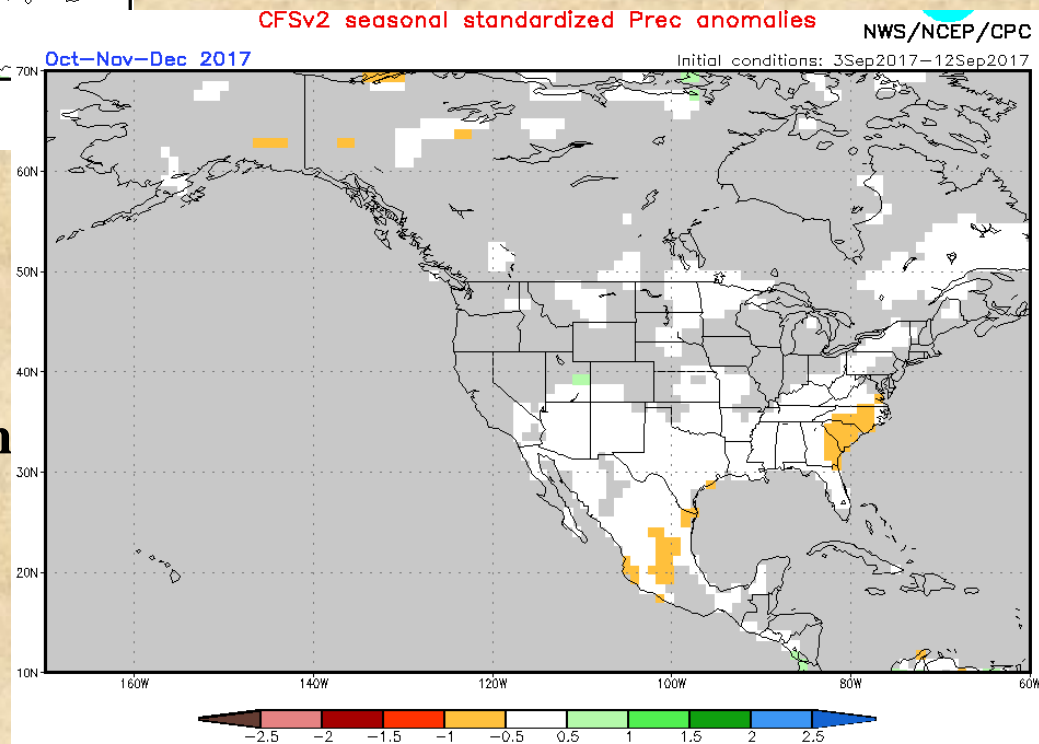 CFSv2 seasonal standardized Prec anomalies
NWS/NCEP/CPC
Oct-Nov-Dec 2017
Initial conditions: 3Sep2017-12Sep2017
70N
60N
50N
40N
n
30N
20N
10N
160W 140W 120W 100W 80W 60W
-2.5 -2 -1.5 -1 -0.5 0.5 1 1.5 2 2.5